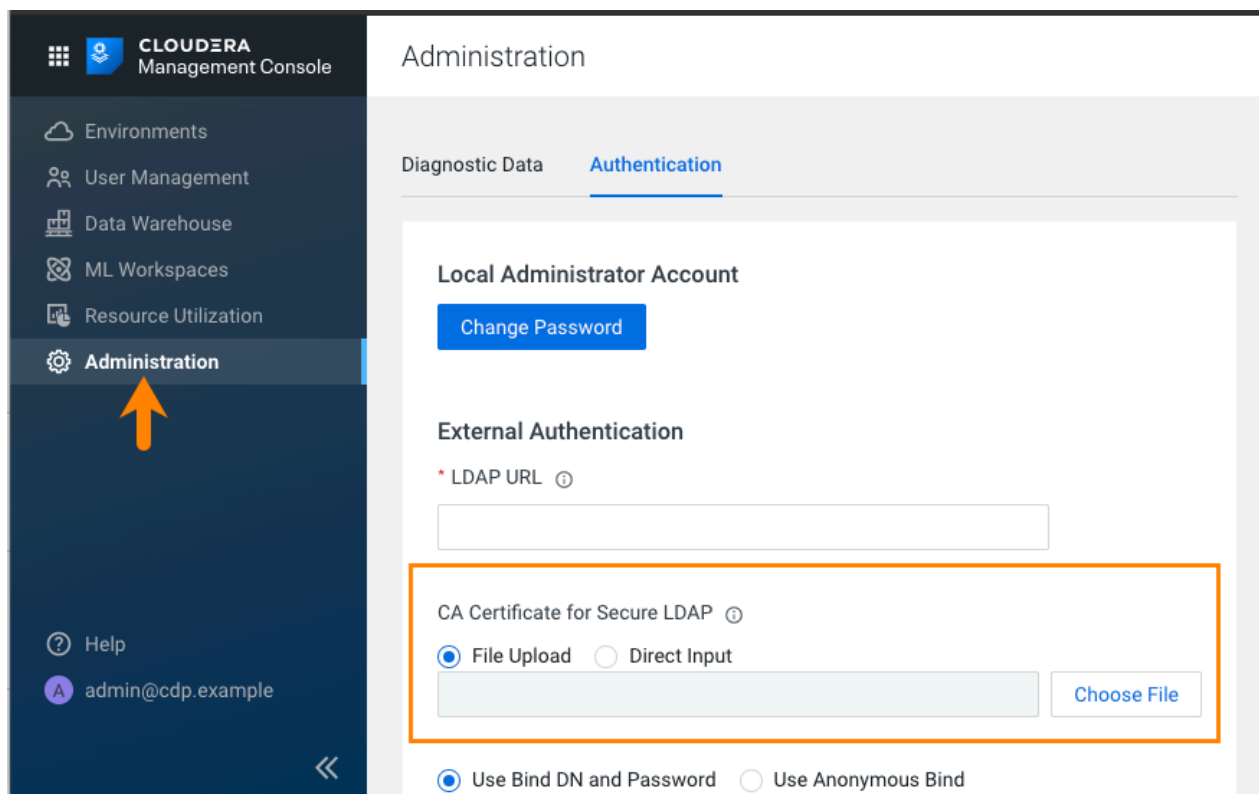 CLOUDERA
Management Console
Administration
Environments
User Management
Data Warehouse
ML Workspaces
Resource Utilization
Administration
Help
A admin@cdp.example
Diagnostic Data Authentication
Local Administrator Account
Change Password
External Authentication
* LDAP URL
CA Certificate for Secure LDAP
File Upload Direct Input
Choose File
Use Bind DN and Password Use Anonymous Bind